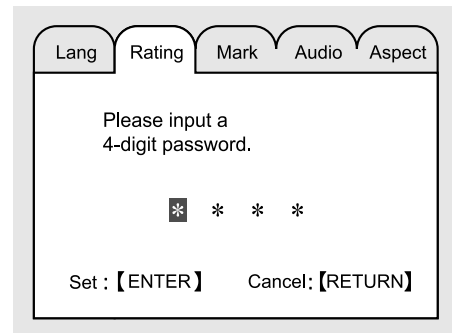 Lang Rating Mark Audio Aspect
Please input a
4-digit password.
* * * *
Set :【ENTER】 Cancel:【RETURN】